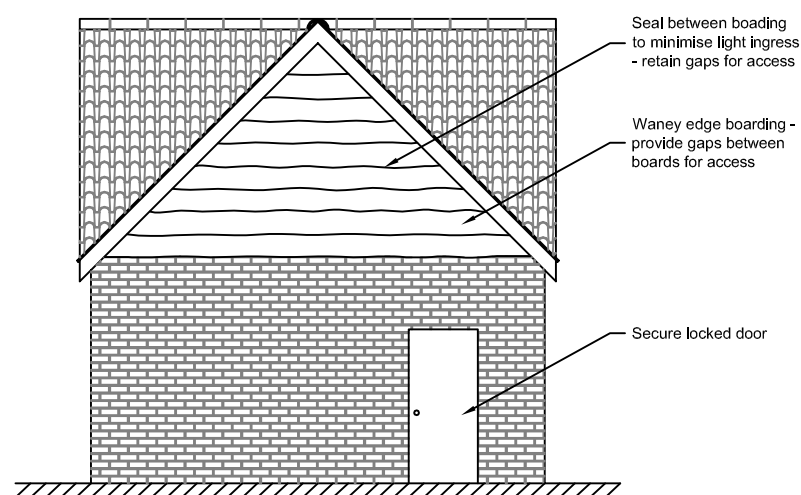 Seal between boading
to minimise light ingress
- retain gaps for access
Waney edge boarding -
provide gaps between
boards for access
Secure locked door